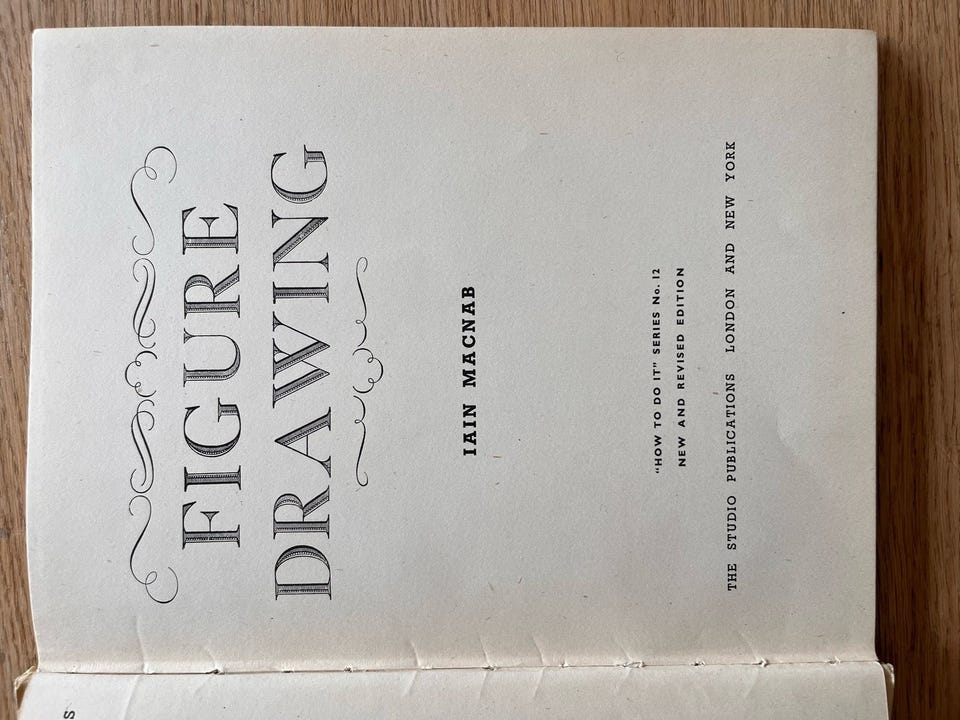 FIGURE
DRAWING
IAIN MACNAB
"HOW TO DO IT" SERIES No. 12
NEW AND REVISED EDITION
THE STUDIO PUBLICATIONS LONDON AND NEW YORK
S